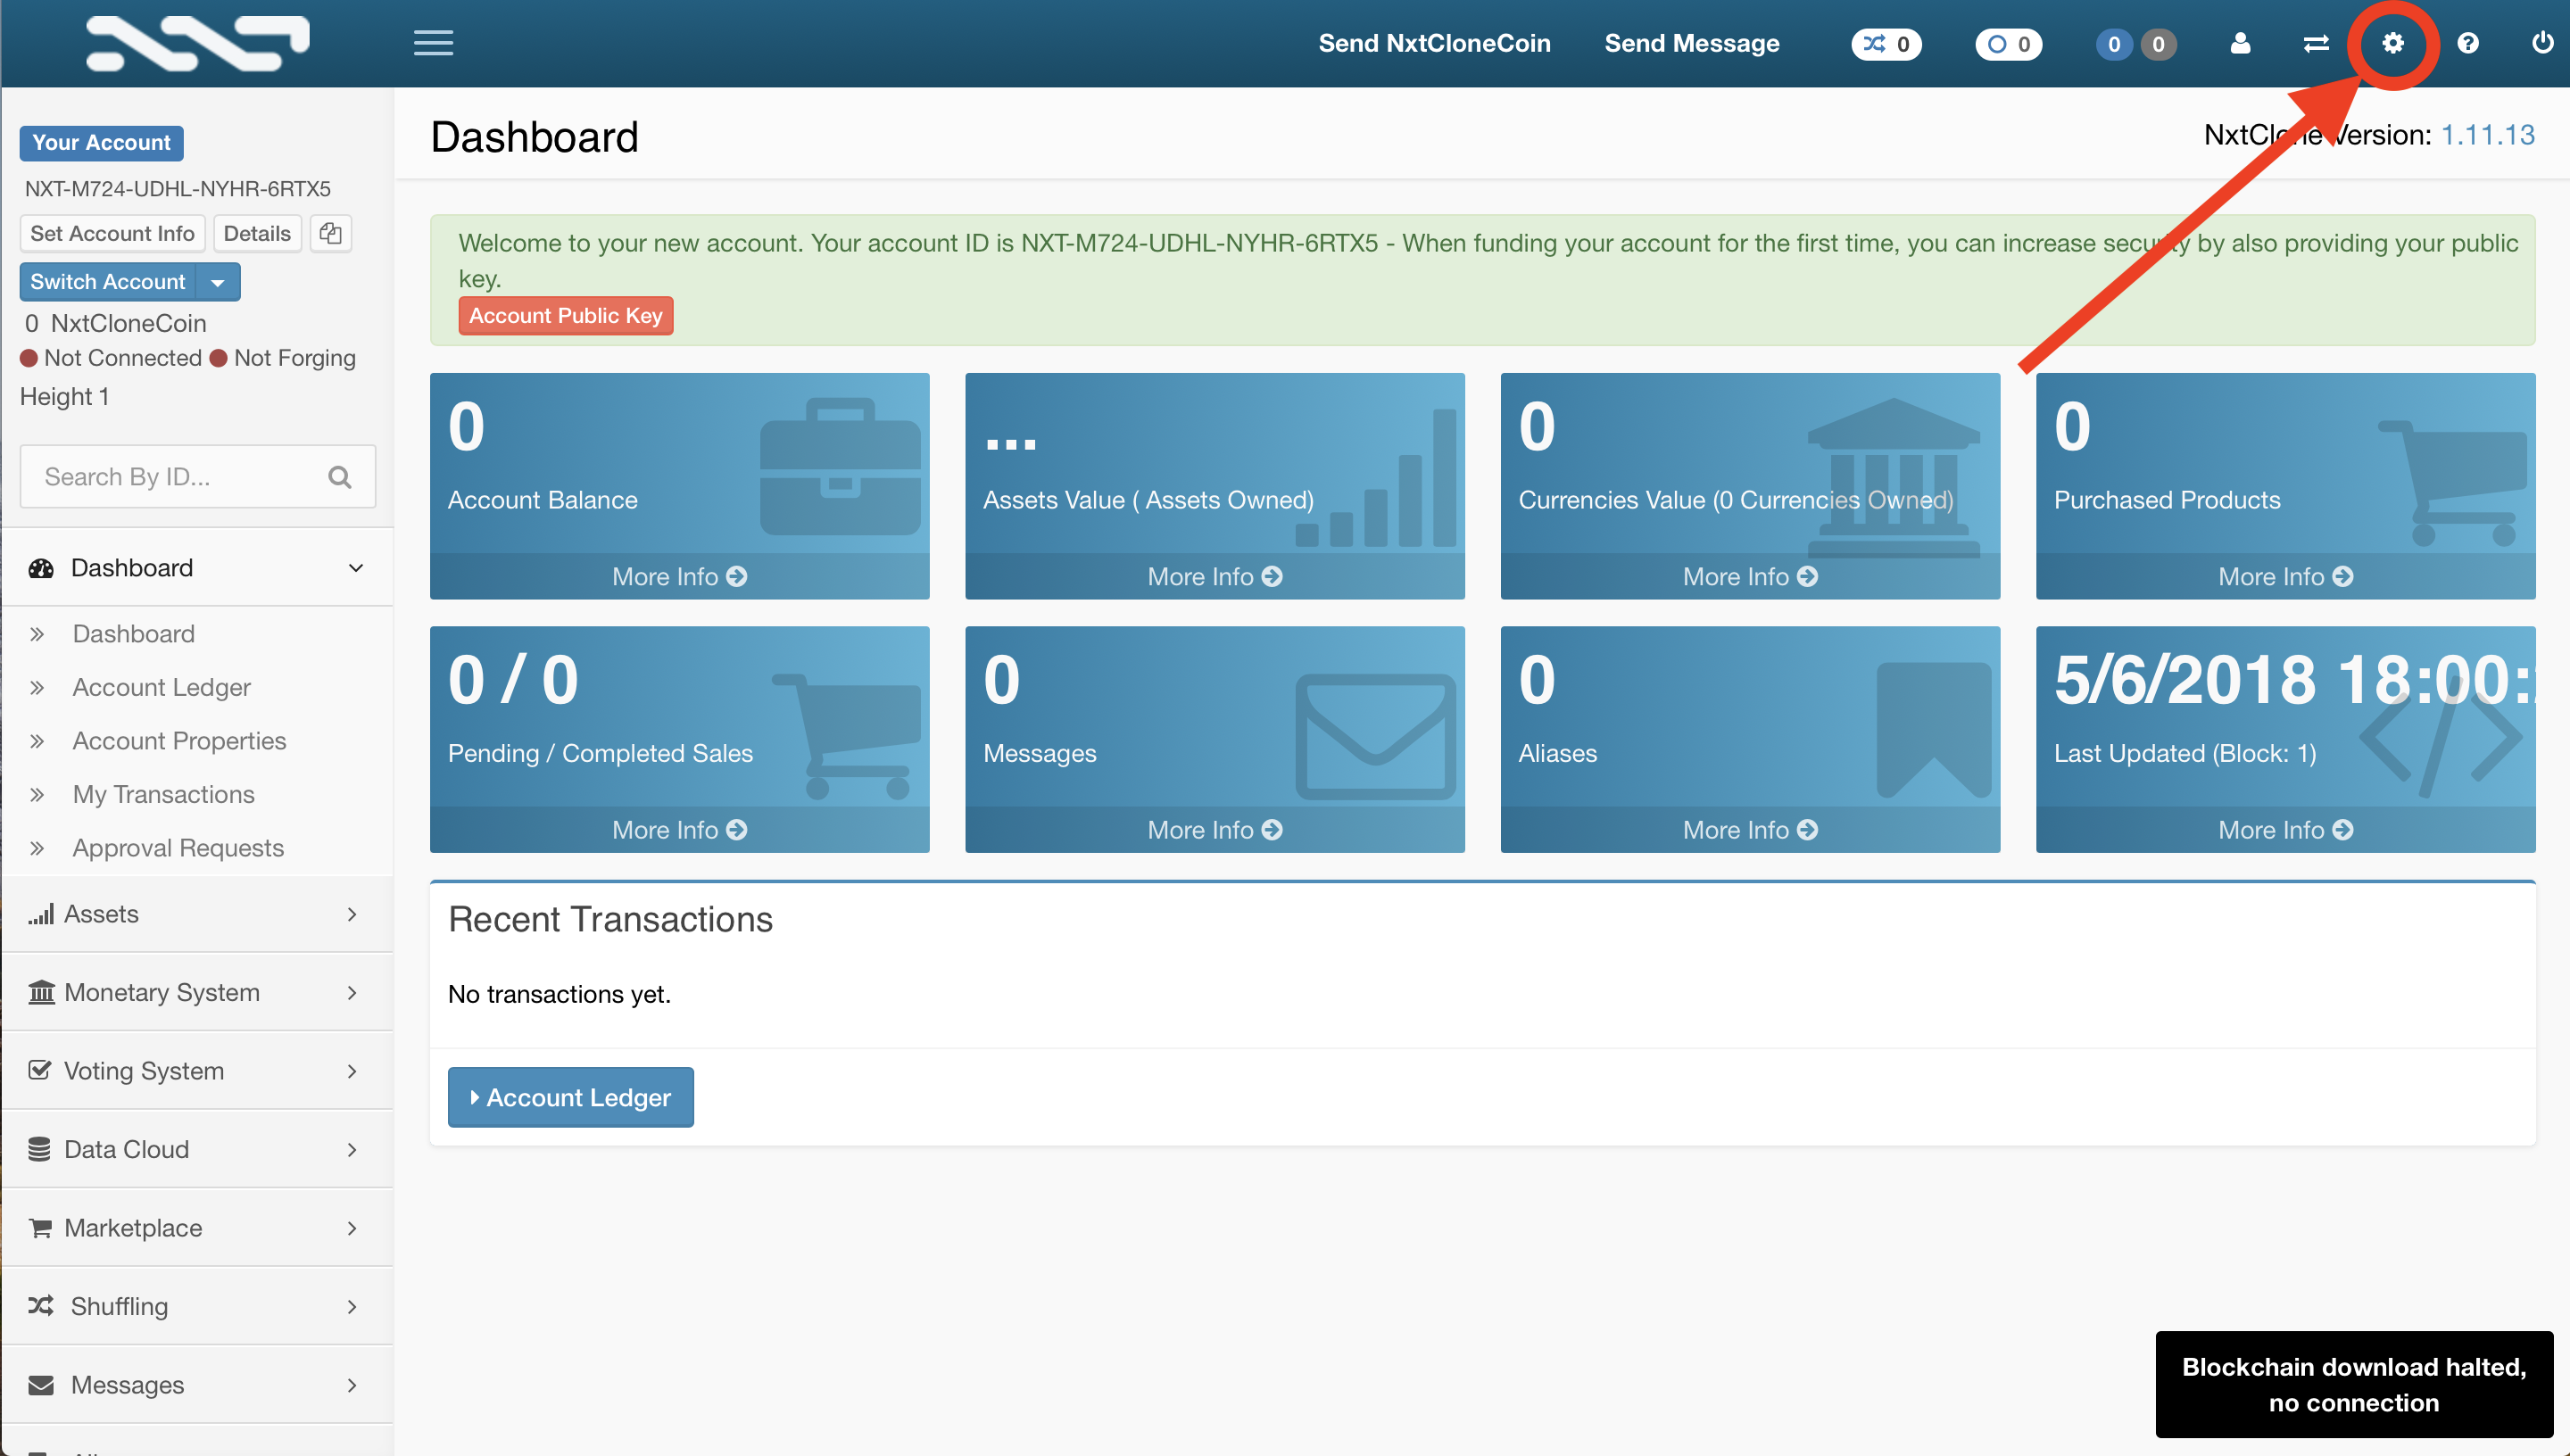 Send NxtCloneCoin
Send Message
0
0
0
0
Your Account
NXT-M724-UDHL-NYHR-6RTX5
Set Account Info
Details
Switch Account
0 NxtCloneCoin
Not Connected
Not Forging
Height 1
Search By ID...
Dashboard
Dashboard
Account Ledger
Account Properties
My Transactions
Approval Requests
Assets
Monetary System
Voting System
Data Cloud
Marketplace
Shuffling
Messages
Dashboard
NxtClone Version: 1.11.13
Welcome to your new account. Your account ID is NXT-M724-UDHL-NYHR-6RTX5 - When funding your account for the first time, you can increase security by also providing your public
key.
Account Public Key
0
Account Balance
More Info
...
Assets Value ( Assets Owned)
More Info
0
Currencies Value (0 Currencies Owned)
More Info
0
Purchased Products
More Info
0 / 0
Pending / Completed Sales
More Info
0
Messages
More Info
0
Aliases
More Info
5/6/2018 18:00:
Last Updated (Block: 1)
More Info
Recent Transactions
No transactions yet.
Account Ledger
Blockchain download halted,
no connection